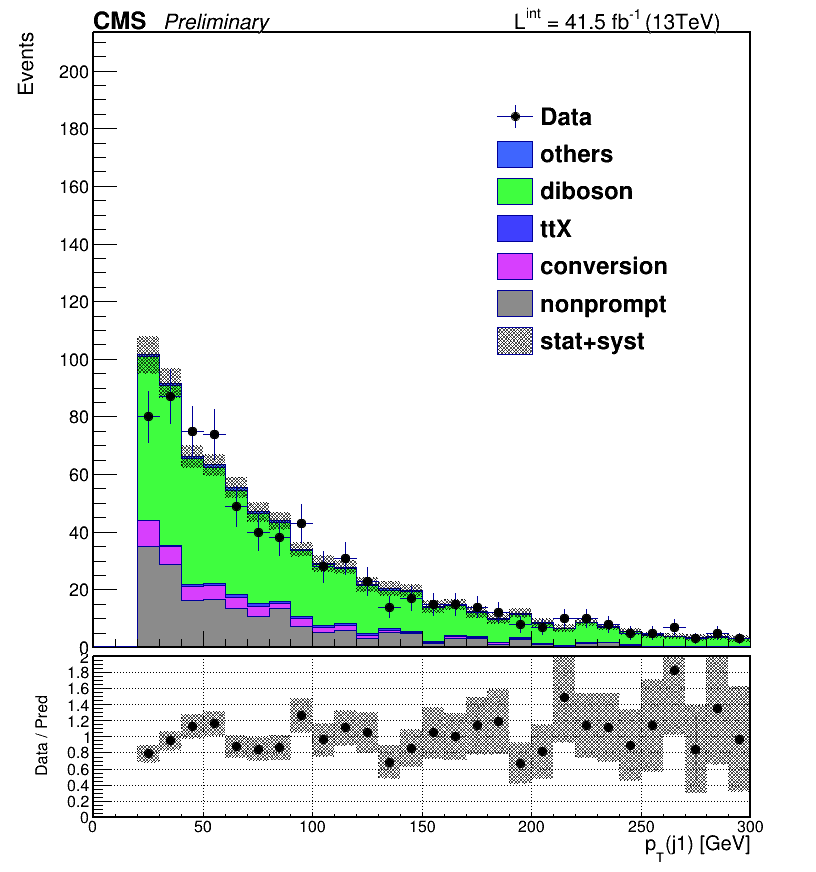 CMS Preliminary L^int = 41.5 fb^-1 (13TeV)
Events
200
180
160
140
120
100
80
60
40
20
0
Data
others
diboson
ttX
conversion
nonprompt
stat+syst
Data / Pred
2
1.8
1.6
1.4
1.2
1
0.8
0.6
0.4
0.2
0
0 50 100 150 200 250 300
p_T(j1) [GeV]